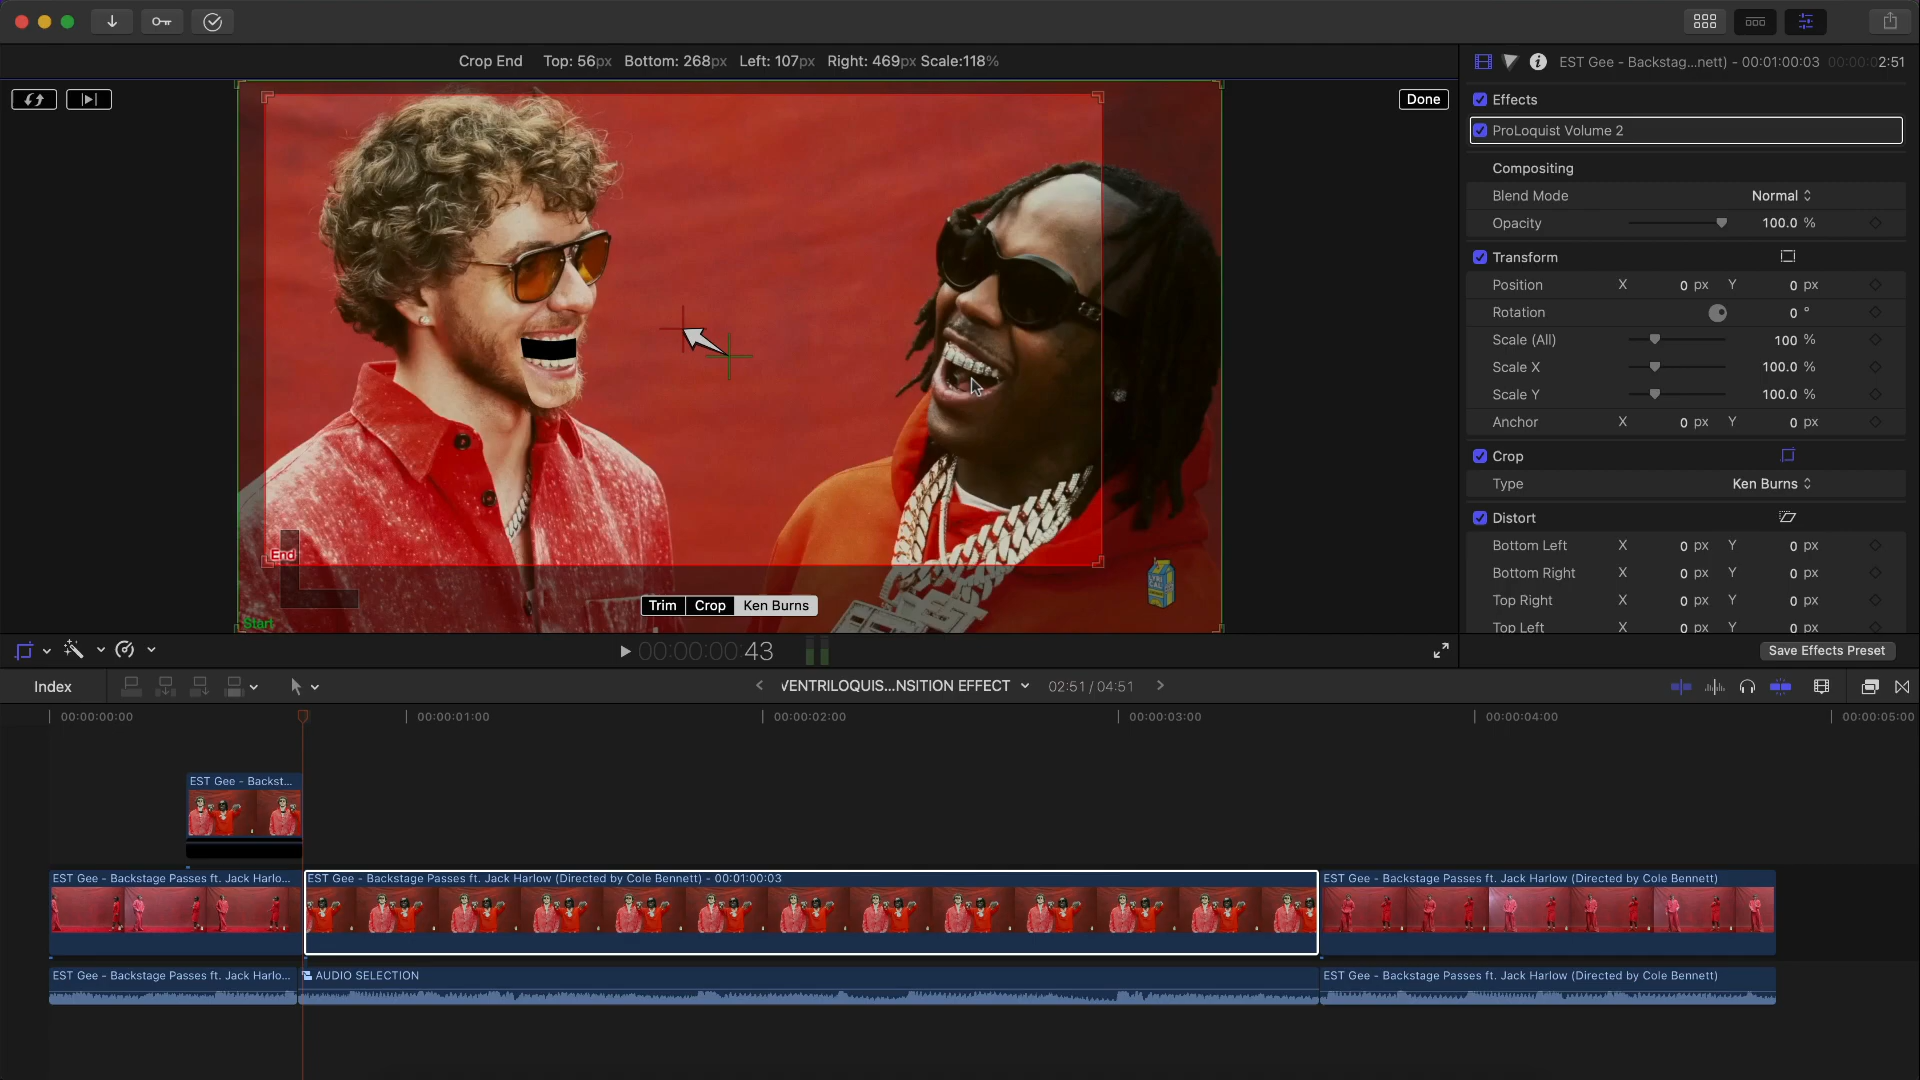 Crop End Top: 56px Bottom: 268px Left: 107px Right: 469px Scale:118%
EST Gee - Backstag...nett) - 00:01:00:03 00:00:02:51
Done
Effects
ProLoquist Volume 2
Compositing
Blend Mode Normal
Opacity 100.0 %
Transform
Position X 0 px Y 0 px
Rotation 0 °
Scale (All) 100 %
Scale X 100.0 %
Scale Y 100.0 %
Anchor X 0 px Y 0 px
Crop
Type Ken Burns
Distort
Bottom Left X 0 px Y 0 px
Bottom Right X 0 px Y 0 px
Top Right X 0 px Y 0 px
Top Left X 0 px Y 0 px
End
Start
Trim Crop Ken Burns
00:00:00:43
Save Effects Preset
Index
VENTRILOQUIS...NSITION EFFECT 02:51 / 04:51
00:00:00:00 00:00:01:00 00:00:02:00 00:00:03:00 00:00:04:00 00:00:05:00
EST Gee - Backst...
EST Gee - Backstage Passes ft. Jack Harlo...
EST Gee - Backstage Passes ft. Jack Harlow (Directed by Cole Bennett) - 00:01:00:03
EST Gee - Backstage Passes ft. Jack Harlow (Directed by Cole Bennett)
EST Gee - Backstage Passes ft. Jack Harlo...
AUDIO SELECTION
EST Gee - Backstage Passes ft. Jack Harlow (Directed by Cole Bennett)